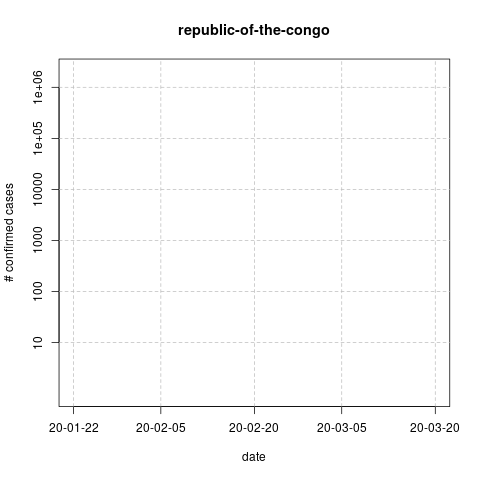 republic-of-the-congo
# confirmed cases
1e+06
1e+05
10000
1000
100
10
20-01-22 20-02-05 20-02-20 20-03-05 20-03-20
date